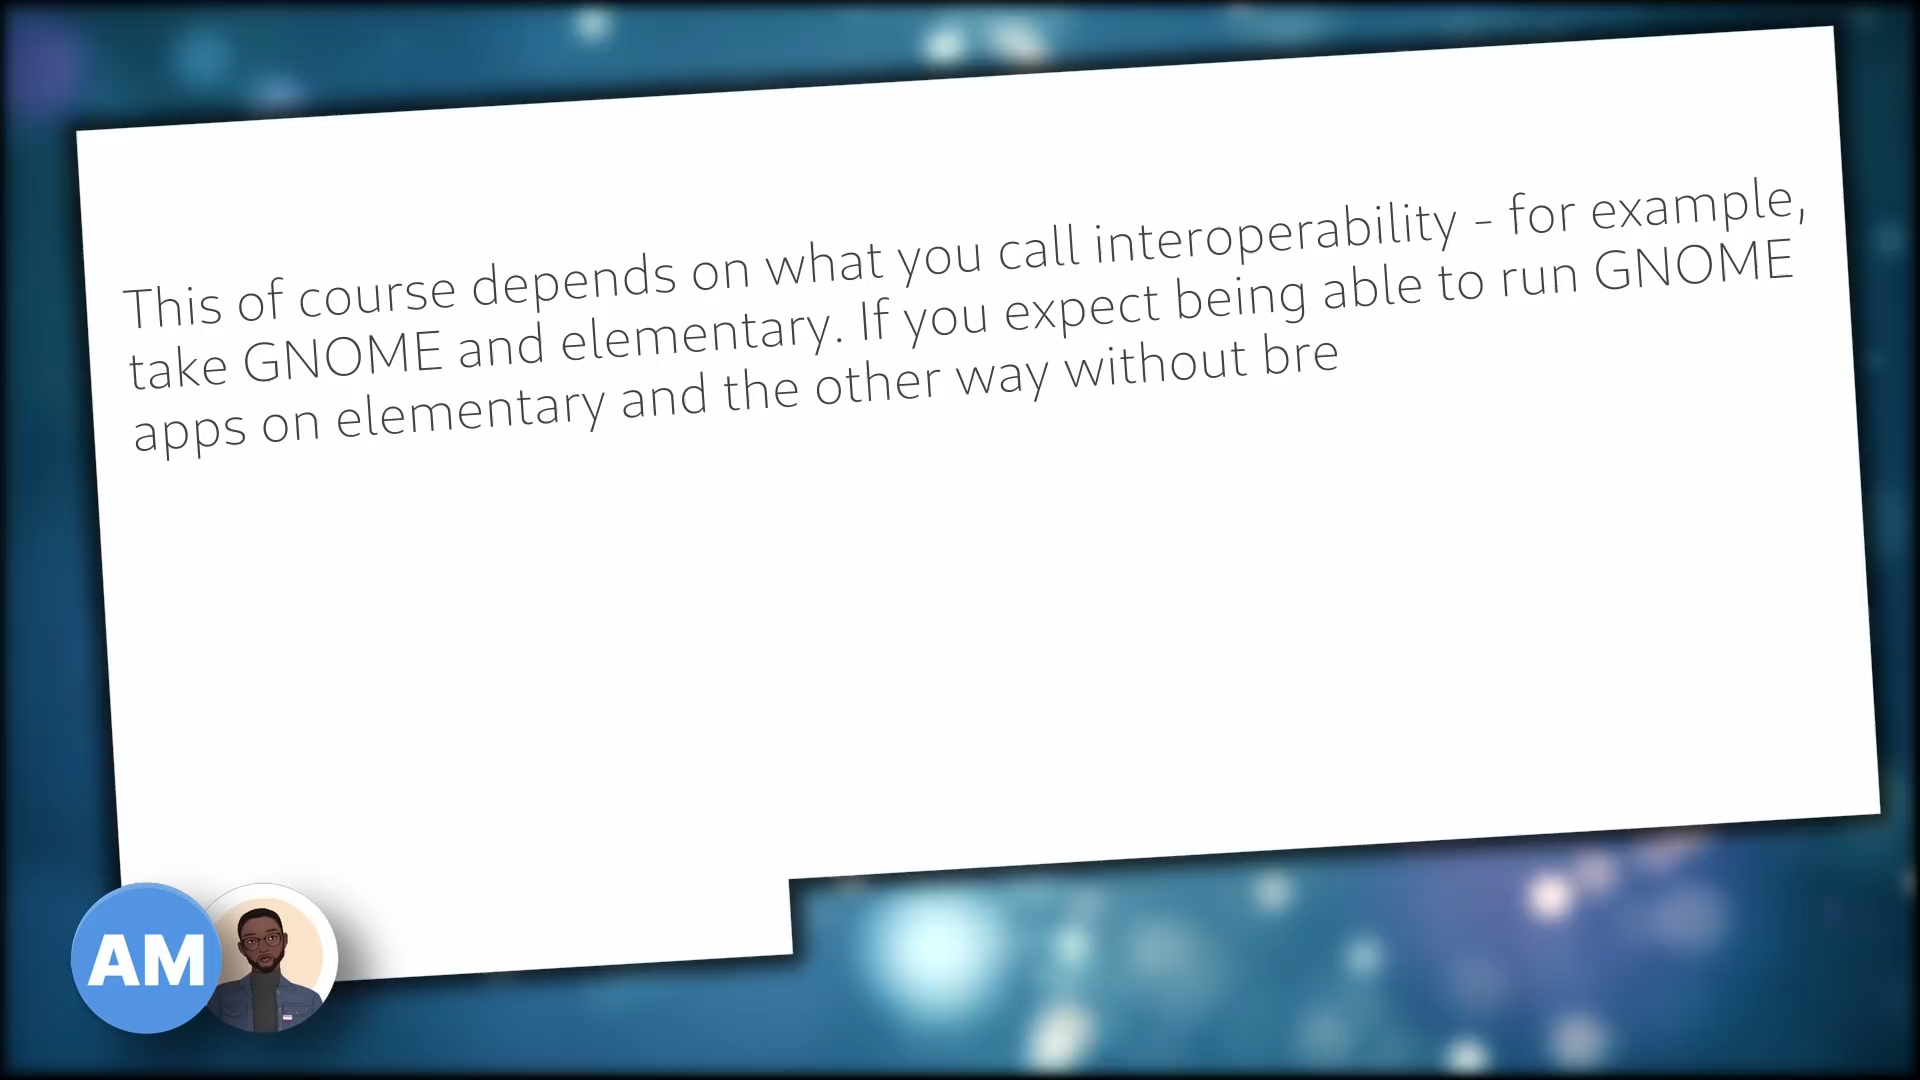 This of course depends on what you call interoperability - for example,
take GNOME and elementary. If you expect being able to run GNOME
apps on elementary and the other way without bre
AM